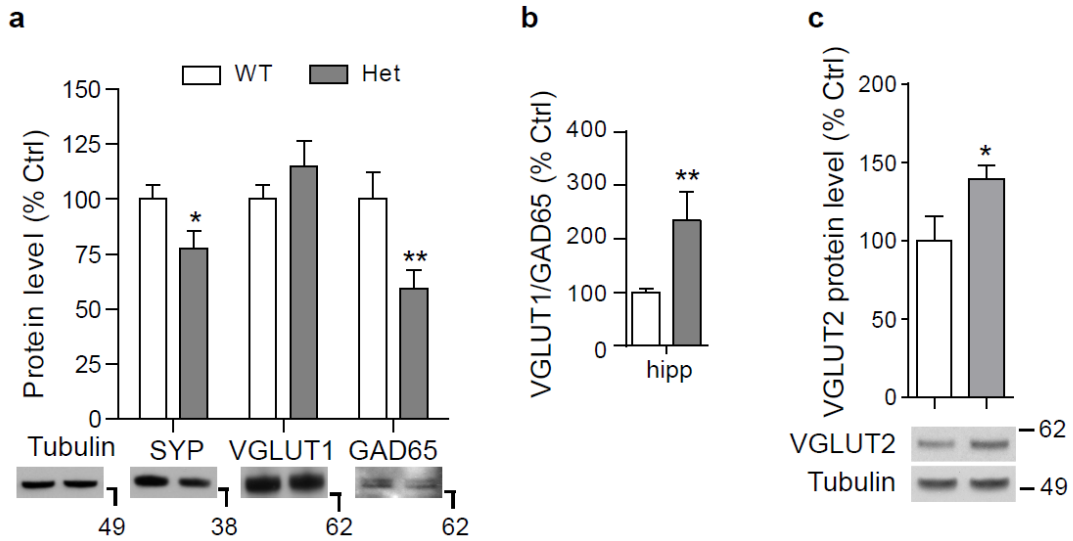 a
WT Het
Protein level (% Ctrl)
150
125
100
75
50
25
0
*
**
Tubulin SYP VGLUT1 GAD65
49 38 62 62
b
VGLUT1/GAD65 (% Ctrl)
400
300
200
100
0
**
hipp
c
VGLUT2 protein level (% Ctrl)
200
150
100
50
0
*
VGLUT2 62
Tubulin 49